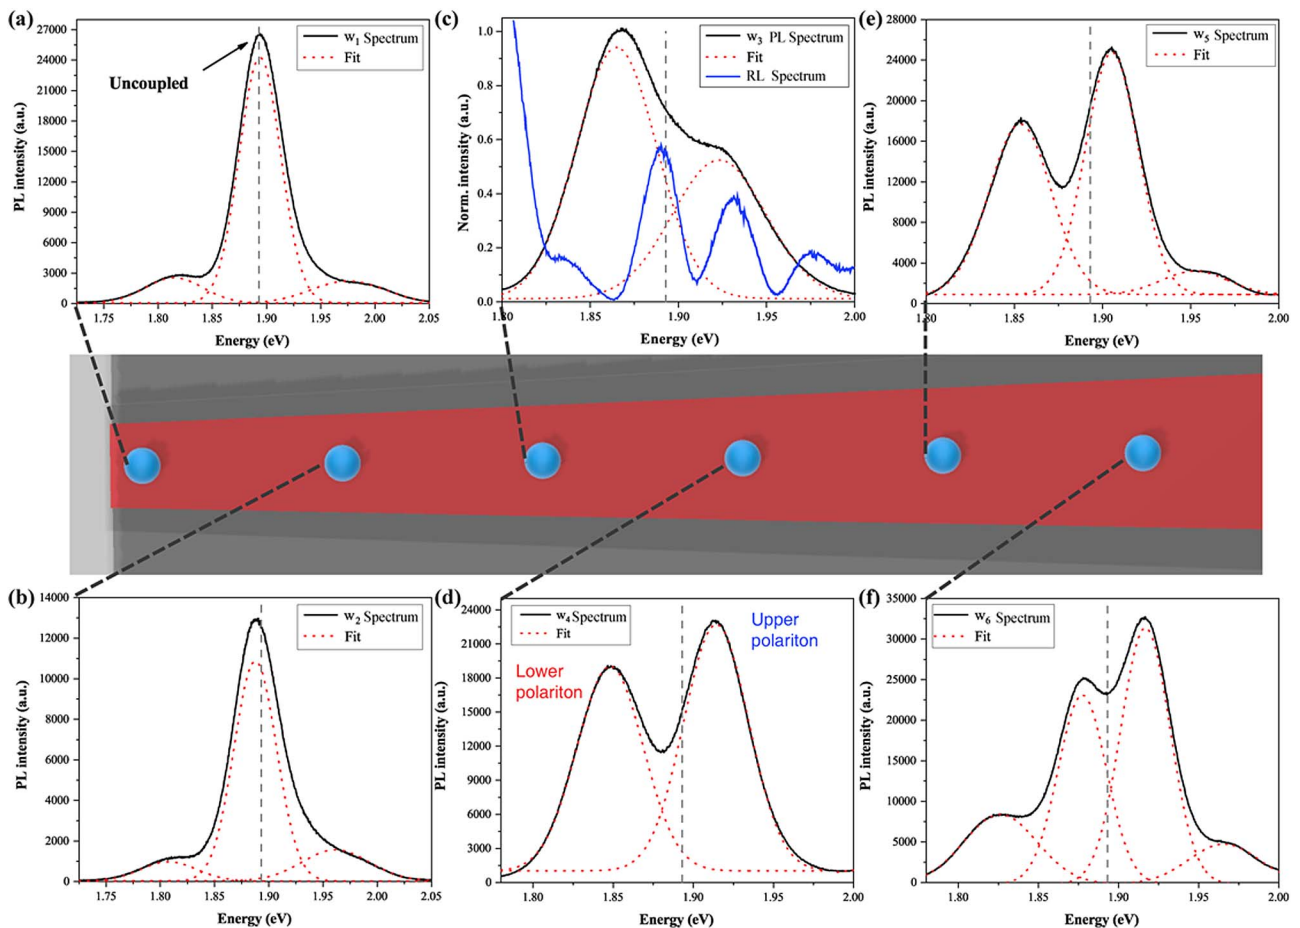 (a)
27000
24000
21000
18000
15000
12000
9000
6000
3000
0
PL intensity (a.u.)
w₁ Spectrum
Fit
Uncoupled
1.75 1.80 1.85 1.90 1.95 2.00 2.05
Energy (eV)
(c)
1.0
0.8
0.6
0.4
0.2
0.0
Norm. intensity (a.u.)
w₃ PL Spectrum
Fit
RL Spectrum
1.80 1.85 1.90 1.95 2.00
Energy (eV)
(e)
28000
24000
20000
16000
12000
8000
4000
0
PL intensity (a.u.)
w₅ Spectrum
Fit
1.80 1.85 1.90 1.95 2.00
Energy (eV)
(b)
14000
12000
10000
8000
6000
4000
2000
0
PL intensity (a.u.)
w₂ Spectrum
Fit
1.75 1.80 1.85 1.90 1.95 2.00 2.05
Energy (eV)
(d)
24000
21000
18000
15000
12000
9000
6000
3000
0
PL intensity (a.u.)
w₄ Spectrum
Fit
Upper
polariton
Lower
polariton
1.80 1.85 1.90 1.95 2.00
Energy (eV)
(f)
35000
30000
25000
20000
15000
10000
5000
0
PL intensity (a.u.)
w₆ Spectrum
Fit
1.80 1.85 1.90 1.95 2.00
Energy (eV)